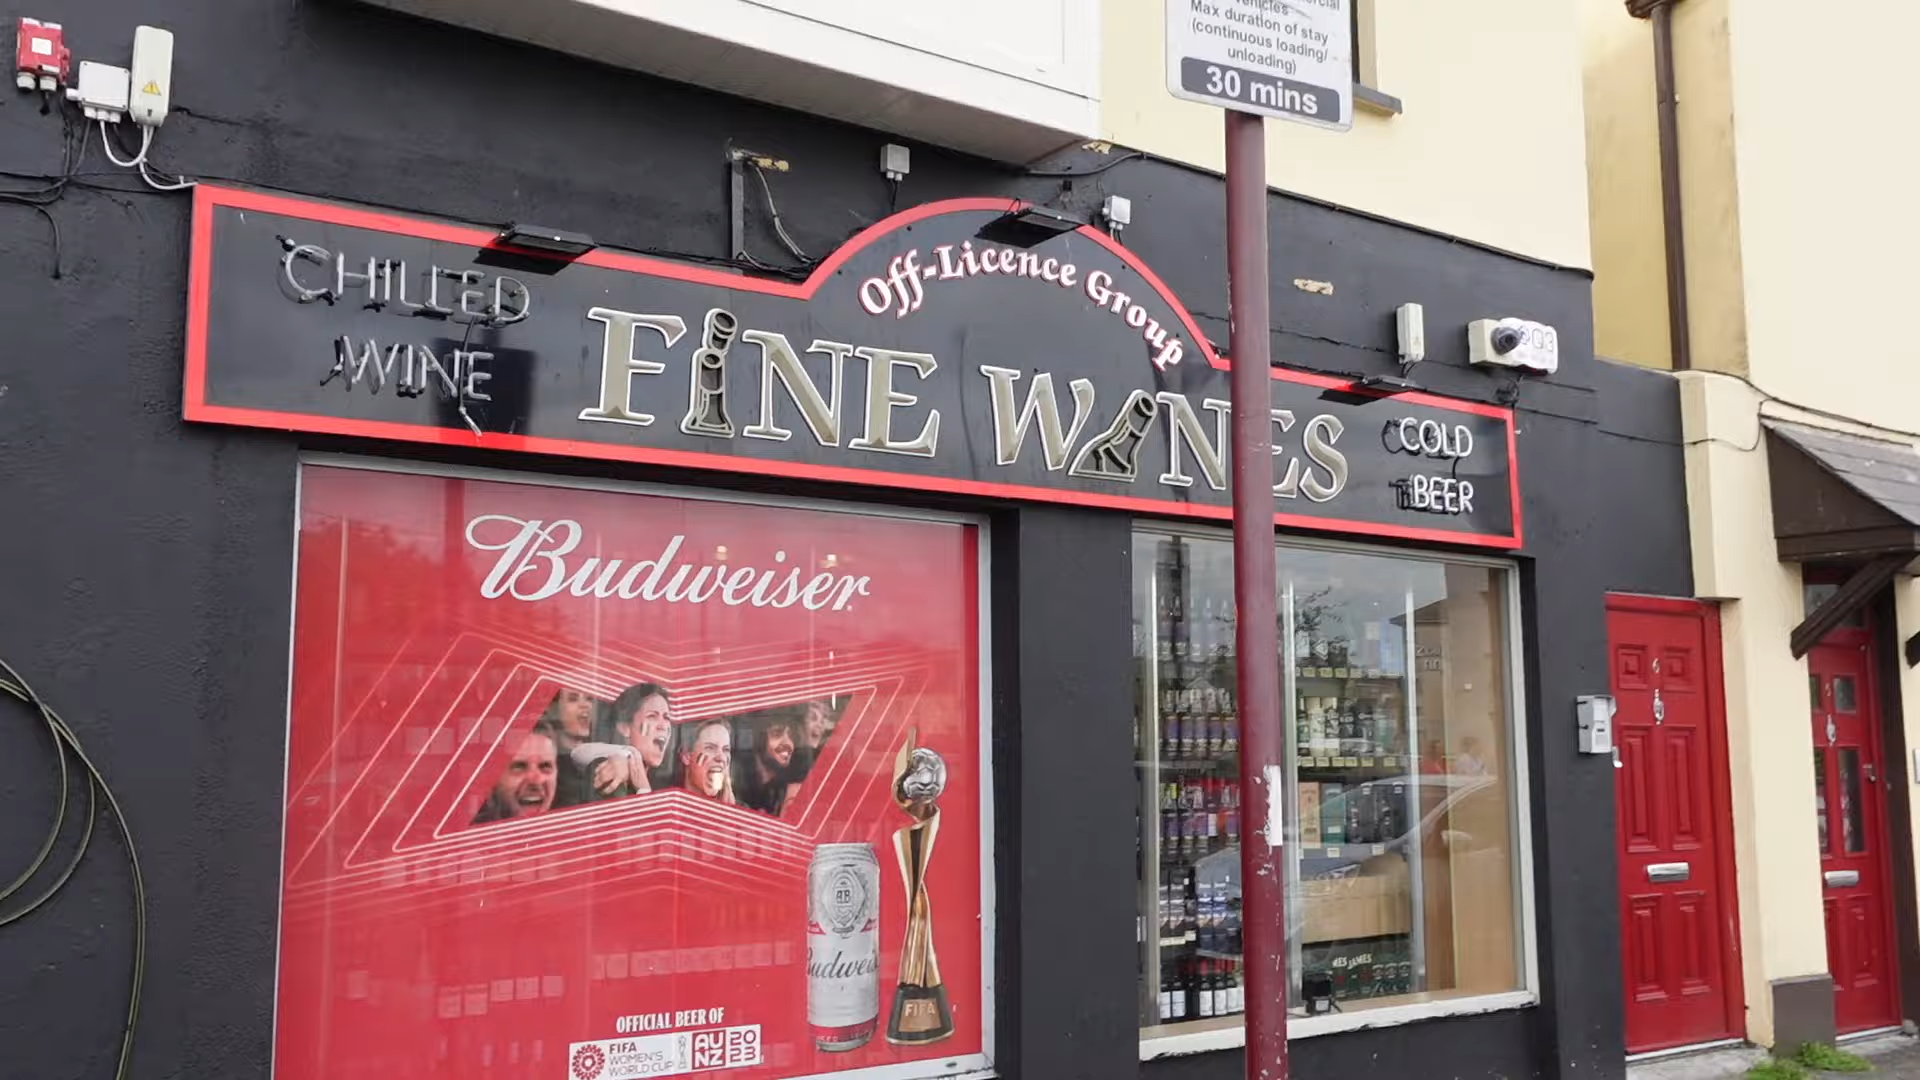 Max duration of stay
(continuous loading/
unloading)
30 mins
Off-Licence Group
CHILLED
WINE
FINE WINES
COLD
BEER
Budweiser
OFFICIAL BEER OF
FIFA
WOMEN'S
WORLD CUP
AU
NZ
20
23
FIFA